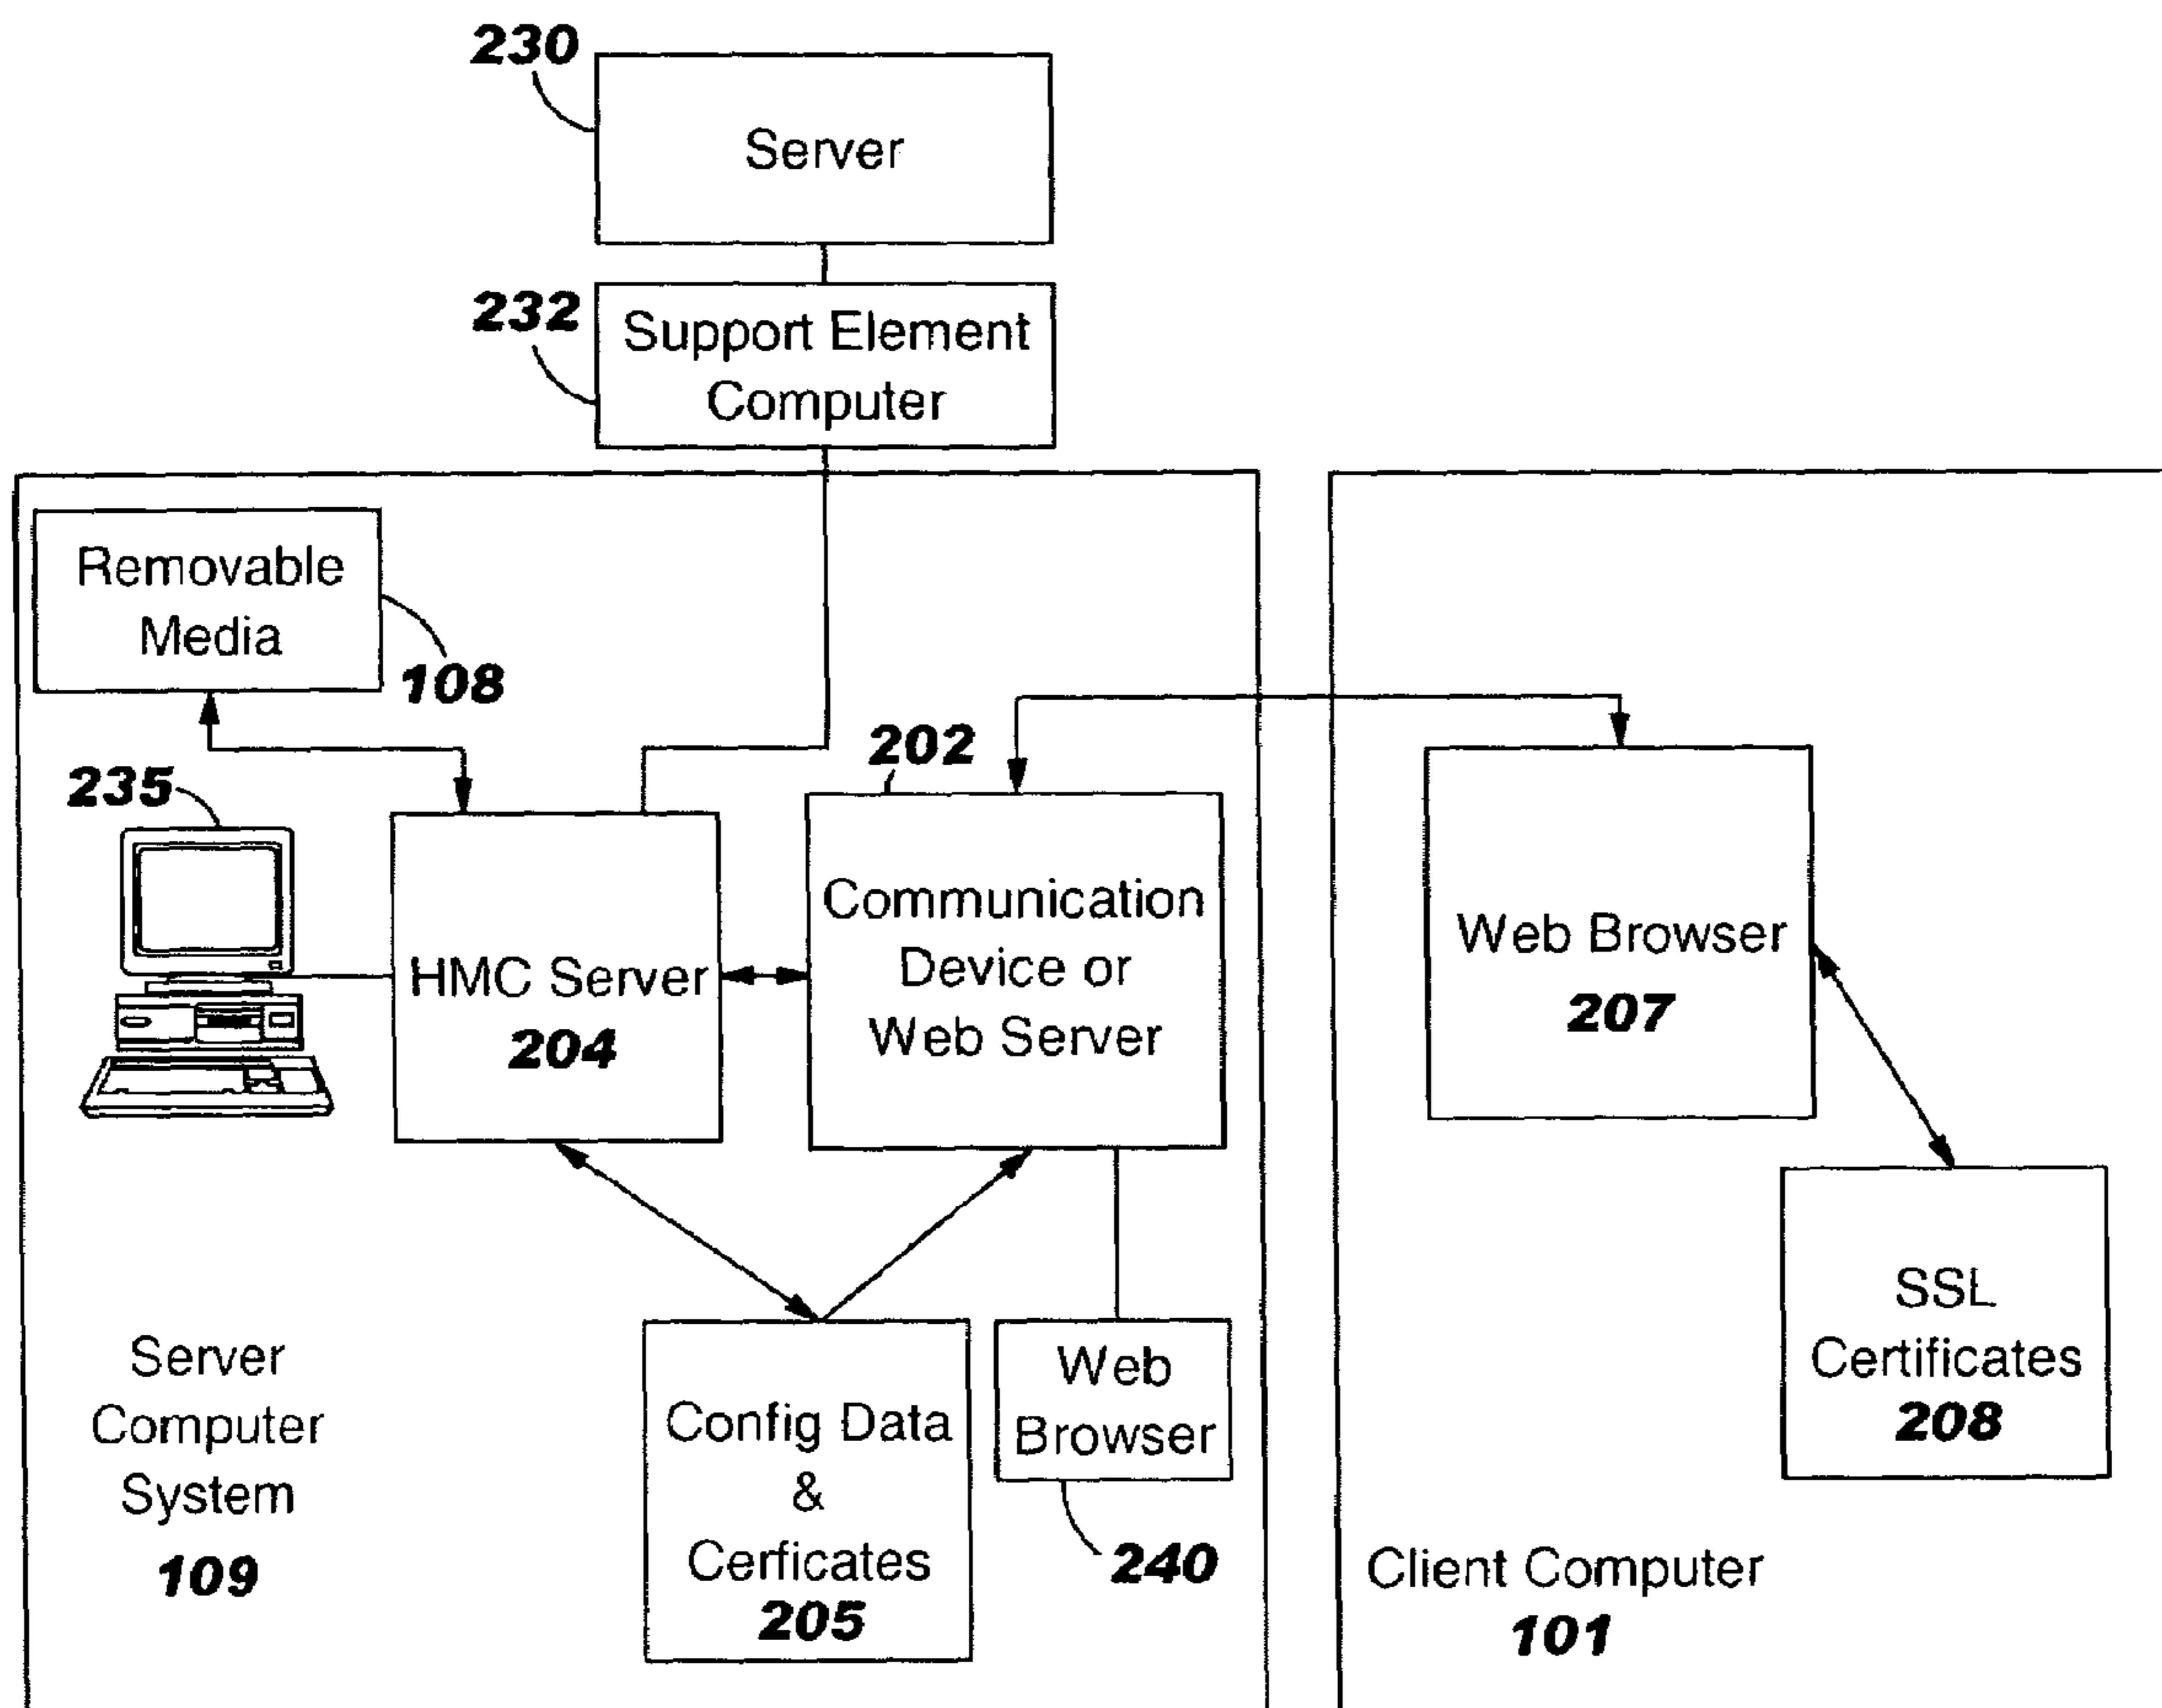 230
Server
232
Support Element
Computer
Removable
Media
108
202
235
HMC Server
204
Communication
Device or
Web Server
Web Browser
207
SSL
Certificates
208
Server
Computer
System
109
Config Data
&
Cerficates
205
Web
Browser
240
Client Computer
101